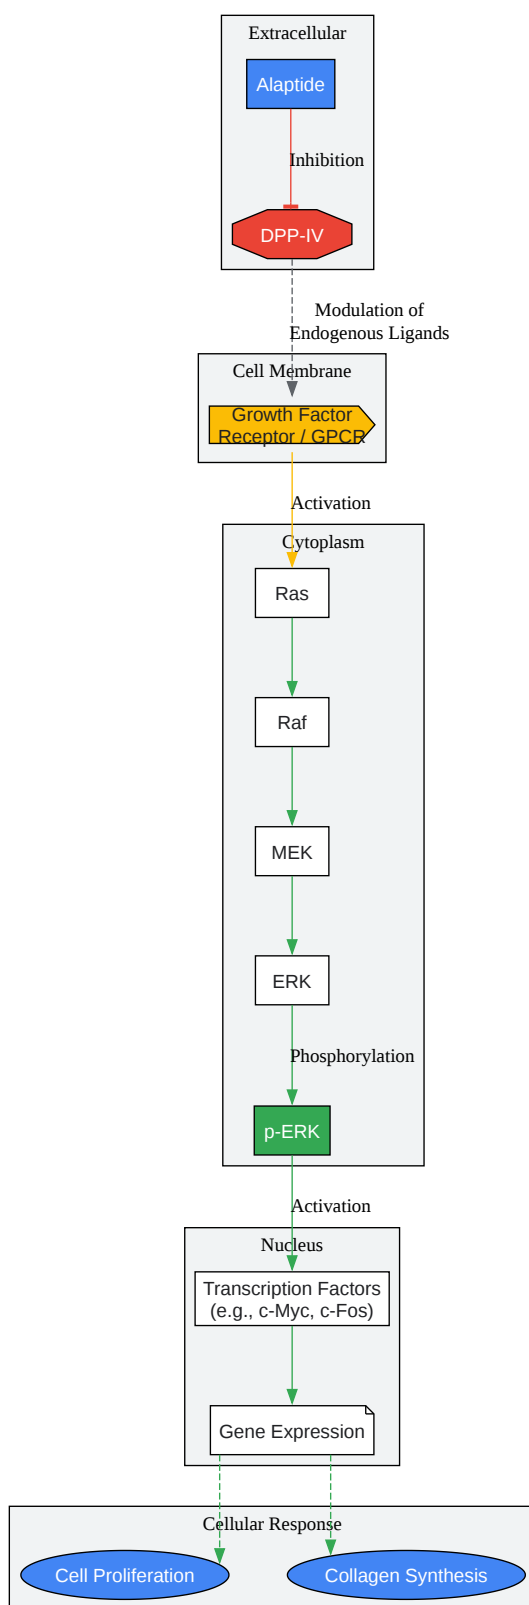 Extracellular
Alaptide
Inhibition
DPP-IV
Modulation of
Endogenous Ligands
Cell Membrane
Growth Factor
Receptor / GPCR
Activation
Cytoplasm
Ras
Raf
MEK
ERK
Phosphorylation
p-ERK
Activation
Nucleus
Transcription Factors
(e.g., c-Myc, c-Fos)
Gene Expression
Cellular Response
Cell Proliferation
Collagen Synthesis